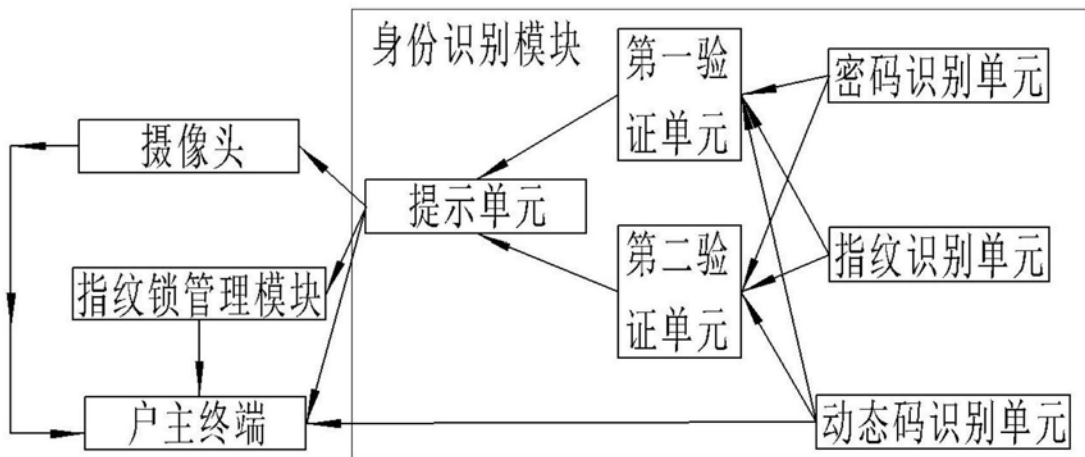 身份识别模块
第一验
证单元
密码识别单元
摄像头
提示单元
第二验
证单元
指纹识别单元
指纹锁管理模块
户主终端
动态码识别单元